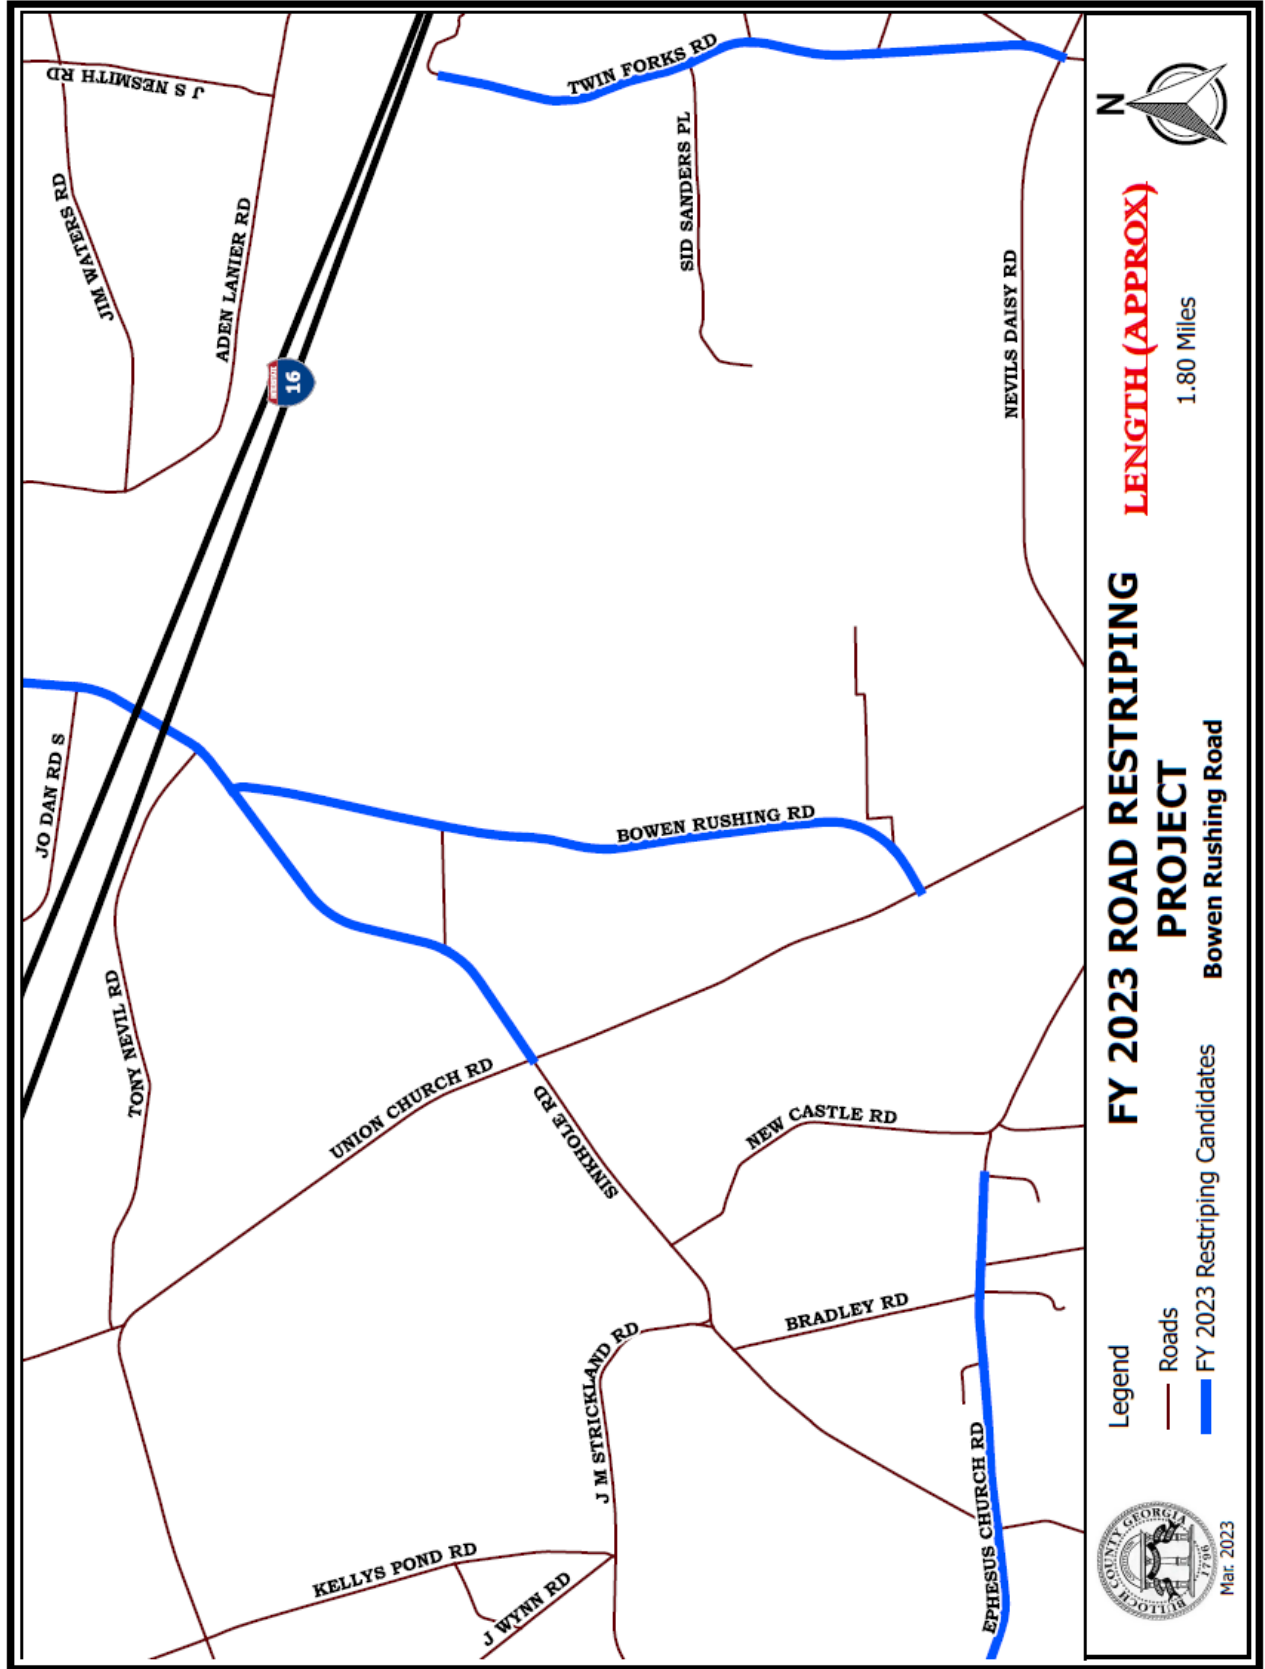 J S NESMITH RD
JIM WATERS RD
ADEN LANIER RD
INTERSTATE
16
TWIN FORKS RD
SID SANDERS PL
NEVILS DAISY RD
JO DAN RD S
BOWEN RUSHING RD
TONY NEVIL RD
UNION CHURCH RD
SINKHOLE RD
NEW CASTLE RD
BRADLEY RD
J M STRICKLAND RD
KELLYS POND RD
J WYNN RD
EPHESUS CHURCH RD
BULLOCH COUNTY GEORGIA
1796
Mar. 2023
Legend
Roads
FY 2023 Restriping Candidates
FY 2023 ROAD RESTRIPING
PROJECT
Bowen Rushing Road
LENGTH (APPROX)
1.80 Miles
N